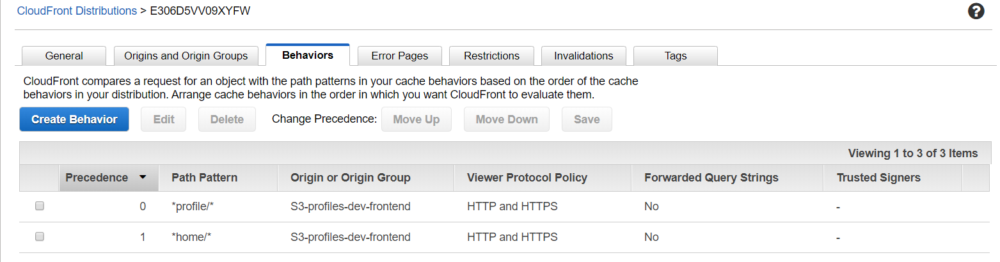 CloudFront Distributions > E306D5VV09XYFW
?
General Origins and Origin Groups Behaviors Error Pages Restrictions Invalidations Tags
CloudFront compares a request for an object with the path patterns in your cache behaviors based on the order of the cache
behaviors in your distribution. Arrange cache behaviors in the order in which you want CloudFront to evaluate them.
Create Behavior Edit Delete Change Precedence: Move Up Move Down Save
Viewing 1 to 3 of 3 Items
Precedence Path Pattern Origin or Origin Group Viewer Protocol Policy Forwarded Query Strings Trusted Signers
0 *profile/* S3-profiles-dev-frontend HTTP and HTTPS No -
1 *home/* S3-profiles-dev-frontend HTTP and HTTPS No -